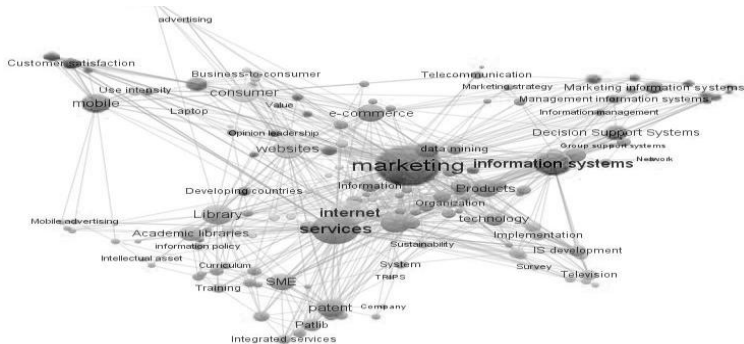 advertising
Customer satisfaction
Business-to-consumer
Telecommunication
Use intensity
consumer
Marketing strategy
Marketing information systems
mobile
Value
Management information systems
Laptop
e-commerce
Information management
Opinion leadership
Decision Support Systems
websites
data mining
Group support systems
marketing
information systems
Network
Developing countries
Information
Products
Organization
Library
internet
technology
Mobile advertising
services
Academic libraries
Implementation
information policy
Sustainability
IS development
Intellectual asset
Curriculum
System
Survey
Television
Training
SME
TRIPS
patent
Company
Patlib
Integrated services